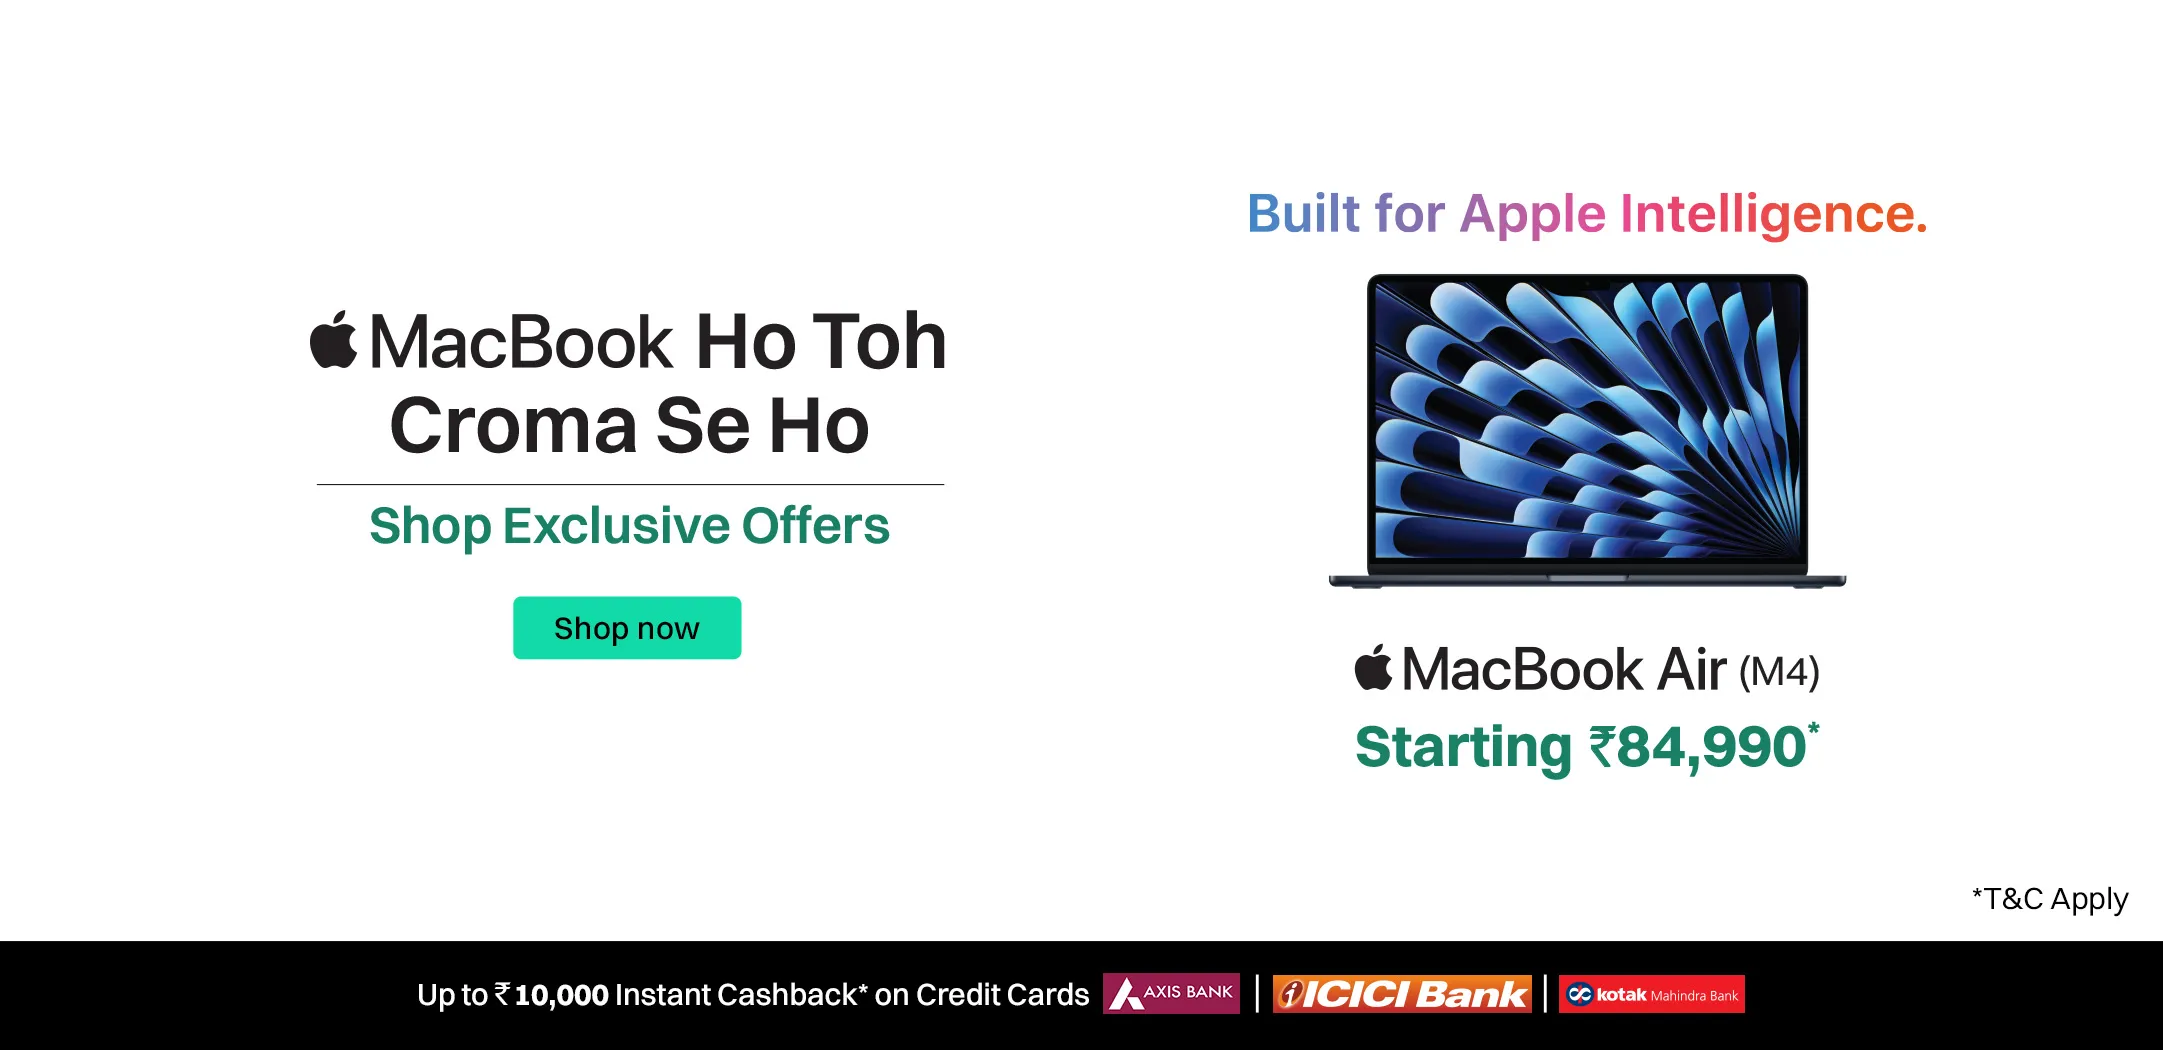 MacBook Ho Toh
Croma Se Ho
Shop Exclusive Offers
Shop now
Built for Apple Intelligence.
MacBook Air (M4)
Starting ₹84,990*
*T&C Apply
Up to ₹10,000 Instant Cashback* on Credit Cards AXIS BANK | ICICI Bank | kotak Mahindra Bank